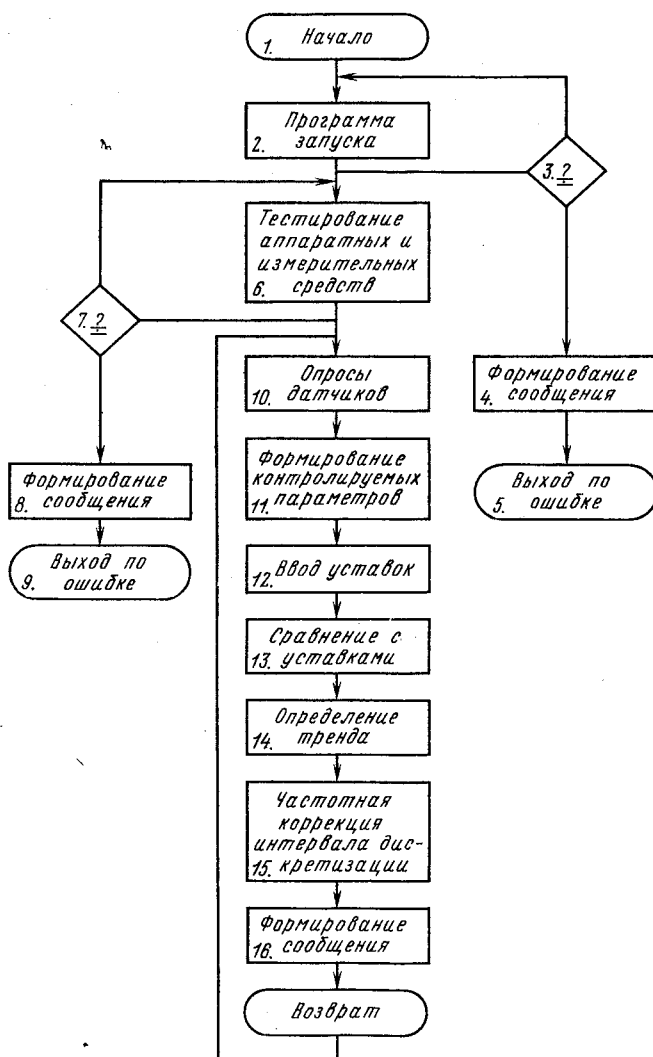 1. Начало
2. Программа
запуска
3. ?
Тестирование
аппаратных и
измерительных
6. средств
7. ?
Опросы
10. датчиков
Формирование
4. сообщения
Формирование
контролируемых
11. параметров
Формирование
8. сообщения
Выход по
5. ошибке
Выход по
9. ошибке
12. Ввод уставок
Сравнение с
13. уставками
Определение
14. тренда
Частотная
коррекция
интервала дис-
15. кретизации
Формирование
16. сообщения
Возврат